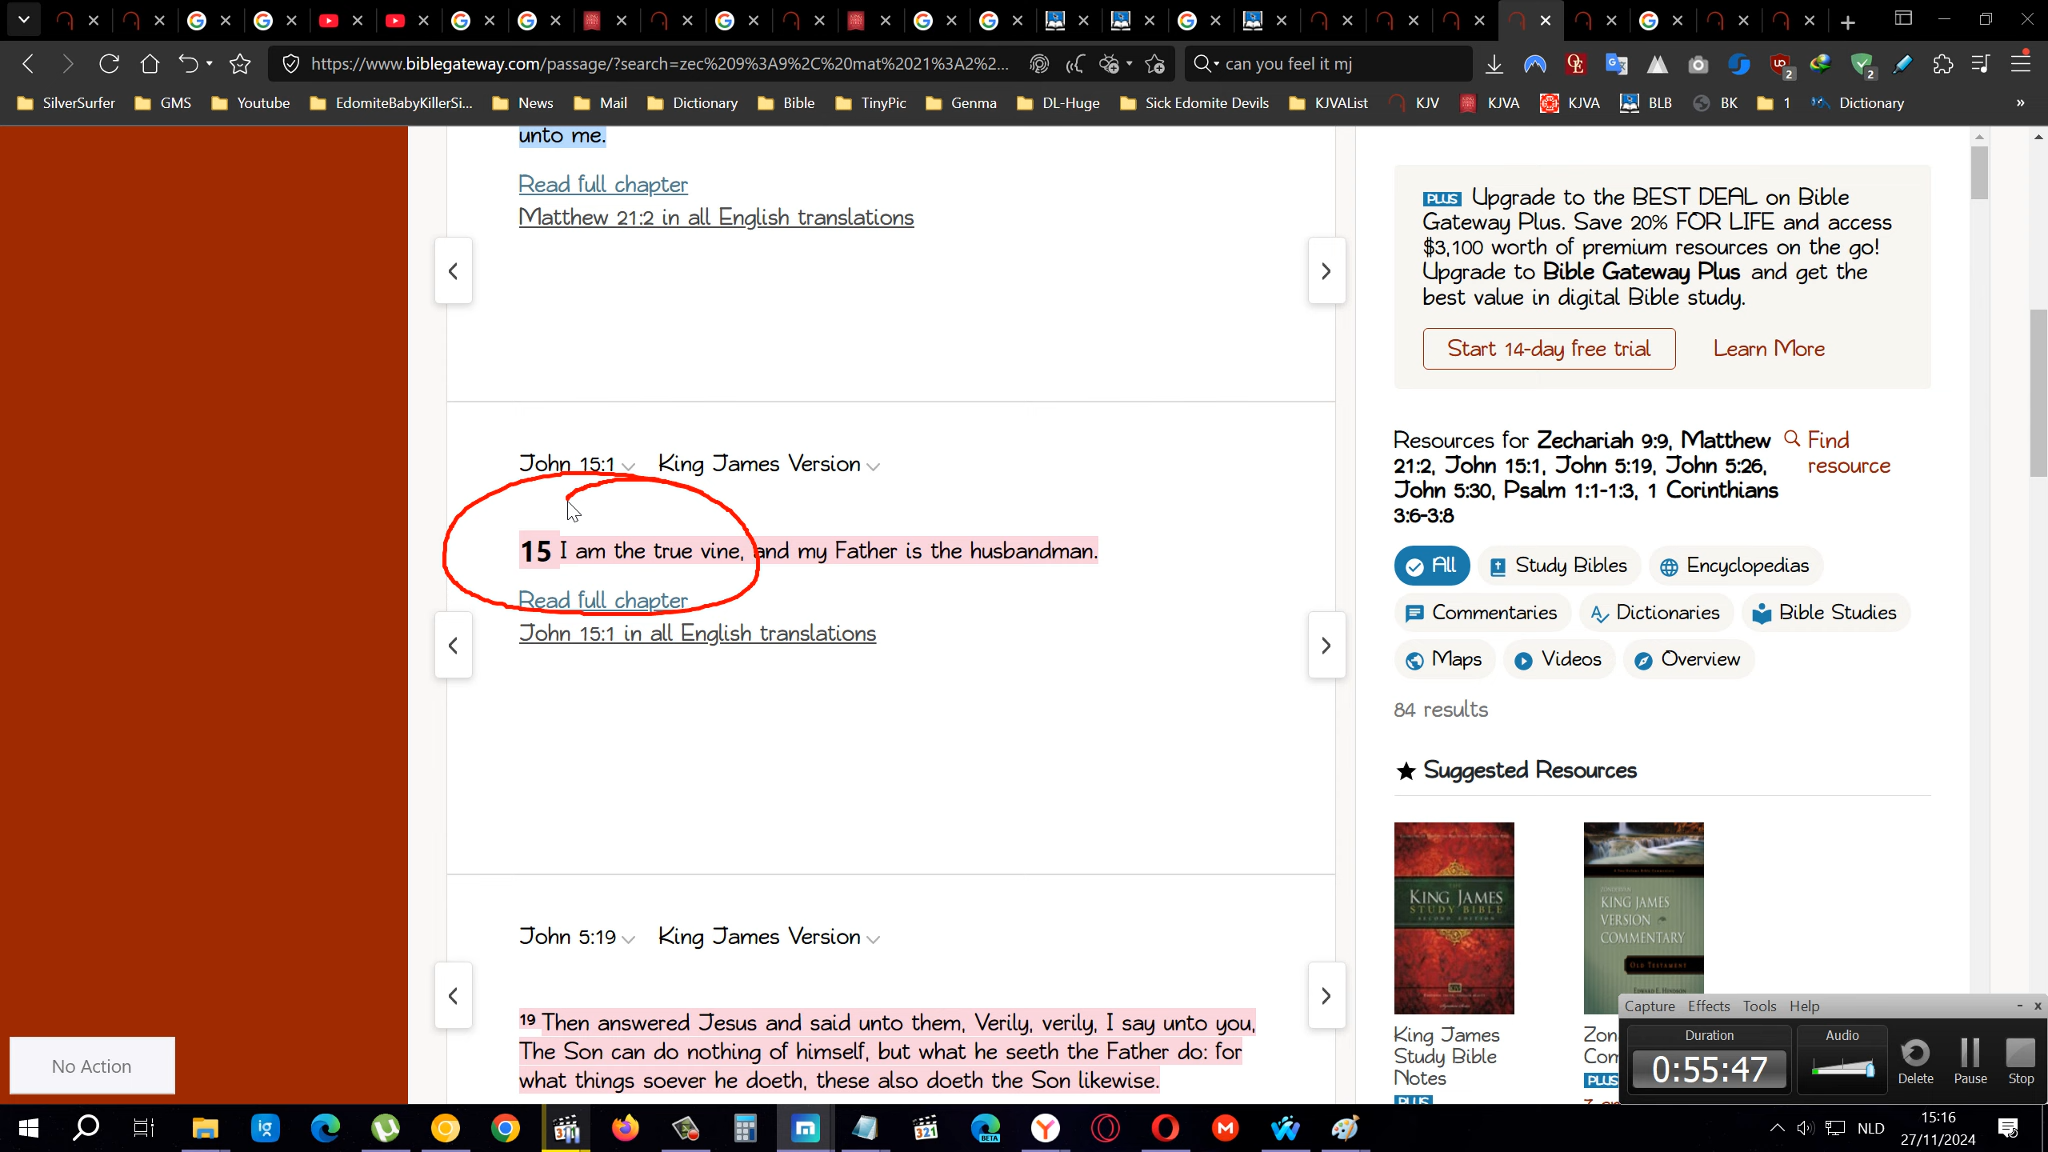 https://www.biblegateway.com/passage/?search=zec%209%3A9%2C%20mat%2021%3A2%2...
can you feel it mj
2
2
SilverSurfer
GMS
Youtube
EdomiteBabyKillerSi...
News
Mail
Dictionary
Bible
TinyPic
Genma
DL-Huge
Sick Edomite Devils
KJVAList
KJV
KJVA
KJVA
BLB
BK
1
Dictionary
»
unto me.
Read full chapter
Matthew 21:2 in all English translations
John 15:1
King James Version
15 I am the true vine, and my Father is the husbandman.
Read full chapter
John 15:1 in all English translations
John 5:19
King James Version
19 Then answered Jesus and said unto them, Verily, verily, I say unto you,
The Son can do nothing of himself, but what he seeth the Father do: for
what things soever he doeth, these also doeth the Son likewise.
PLUS Upgrade to the BEST DEAL on Bible
Gateway Plus. Save 20% FOR LIFE and access
$3,100 worth of premium resources on the go!
Upgrade to Bible Gateway Plus and get the
best value in digital Bible study.
Start 14-day free trial
Learn More
Resources for Zechariah 9:9, Matthew
21:2, John 15:1, John 5:19, John 5:26,
John 5:30, Psalm 1:1-1:3, 1 Corinthians
3:6-3:8
Find
resource
All
Study Bibles
Encyclopedias
Commentaries
Dictionaries
Bible Studies
Maps
Videos
Overview
84 results
Suggested Resources
KING JAMES
STUDY BIBLE
SECOND EDITION
KING JAMES
VERSION
COMMENTARY
OLD TESTAMENT
King James
Study Bible
Notes
PLUS
Zon
Com
PLUS
No Action
Capture
Effects
Tools
Help
Duration
0:55:47
Audio
Delete
Pause
Stop
ig
321
BETA
NLD
15:16
27/11/2024